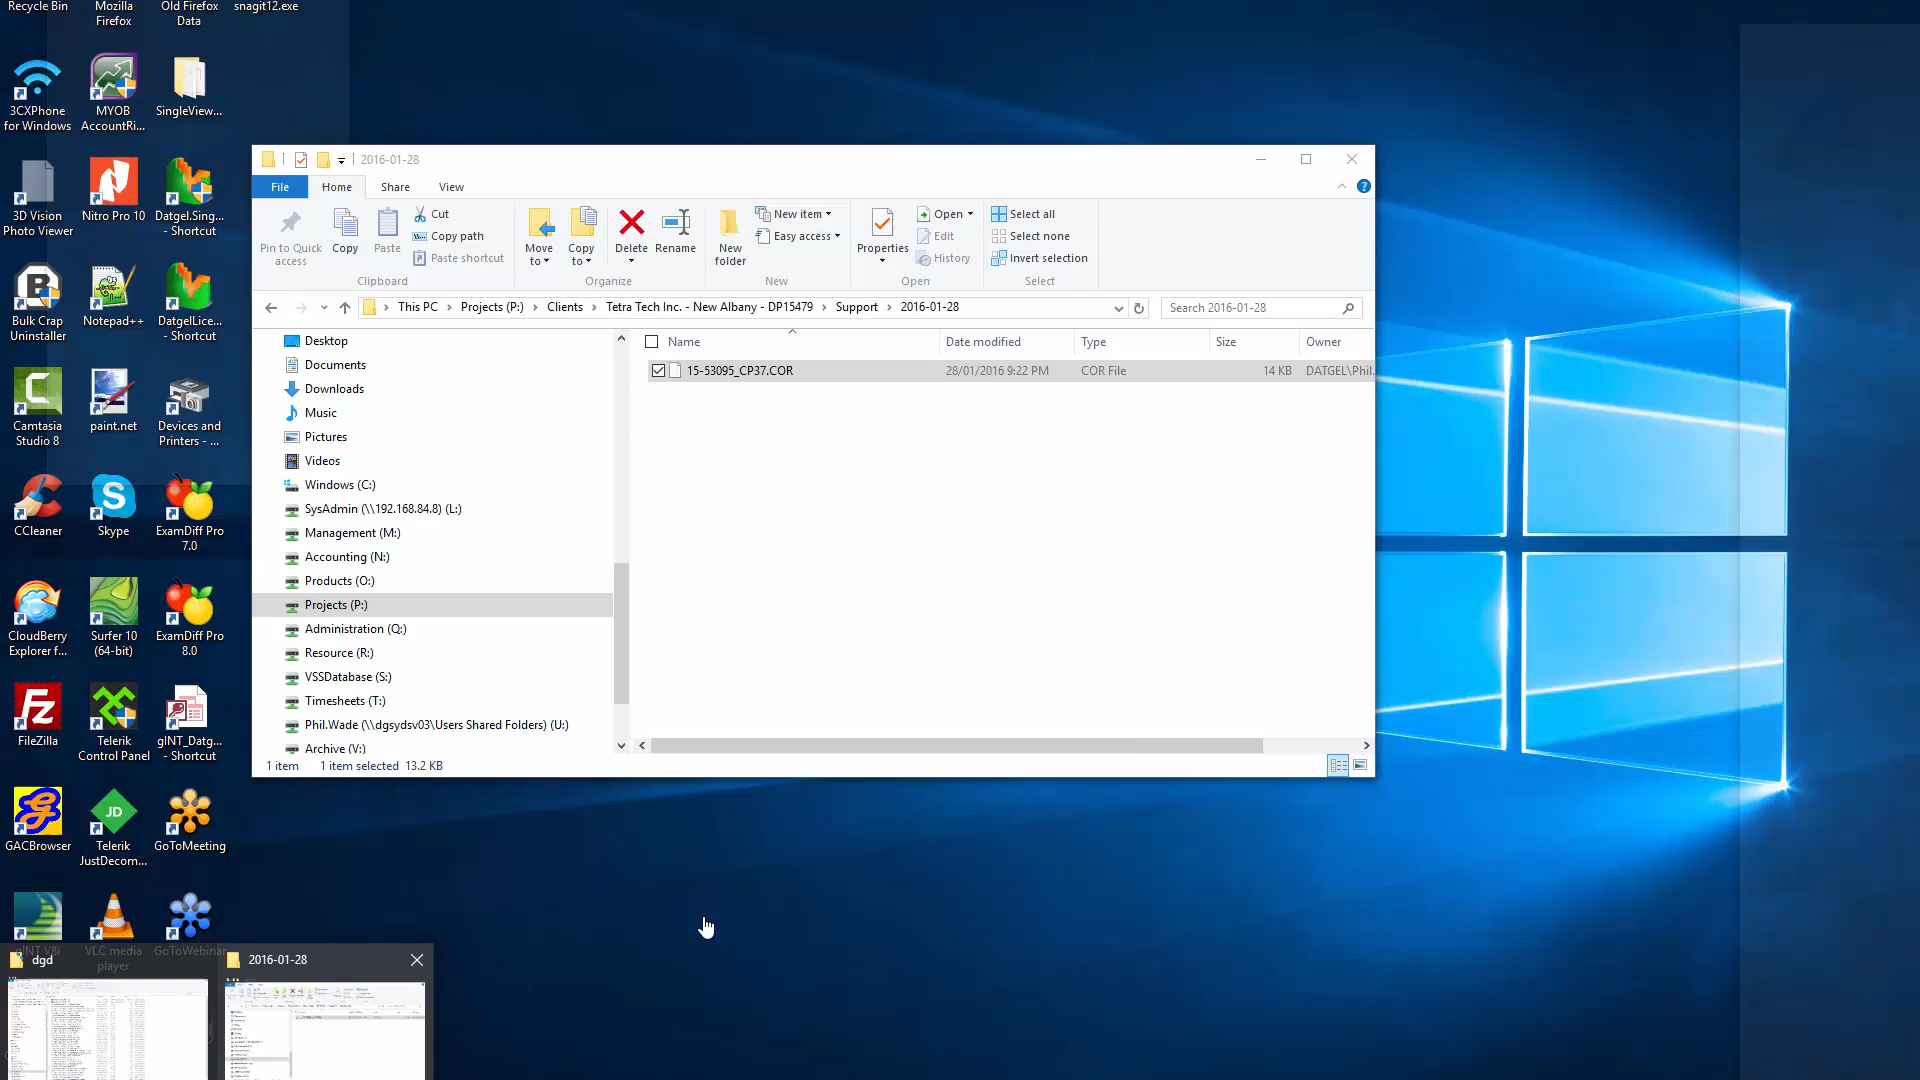 Recycle Bin
Mozilla
Firefox
Old Firefox
Data
snagit12.exe
3CXPhone
for Windows
MYOB
AccountRi...
SingleView...
3D Vision
Photo Viewer
Nitro Pro 10
Datgel.Sing...
- Shortcut
Bulk Crap
Uninstaller
Notepad++
DatgelLice...
- Shortcut
Camtasia
Studio 8
paint.net
Devices and
Printers - ...
CCleaner
Skype
ExamDiff Pro
7.0
CloudBerry
Explorer f...
Surfer 10
(64-bit)
ExamDiff Pro
8.0
FileZilla
Telerik
Control Panel
gINT_Datg...
- Shortcut
GACBrowser
JD
Telerik
JustDecom...
GoToMeeting
gINT V8i
VLC media
player
GoToWebinar
2016-01-28
File
Home
Share
View
Pin to Quick
access
Copy
Paste
Cut
Copy path
Paste shortcut
Clipboard
Move
to
Copy
to
Delete
Rename
Organize
New
folder
New item
Easy access
New
Properties
Open
Edit
History
Open
Select all
Select none
Invert selection
Select
This PC
Projects (P:)
Clients
Tetra Tech Inc. - New Albany - DP15479
Support
2016-01-28
Search 2016-01-28
Desktop
Documents
Downloads
Music
Pictures
Videos
Windows (C:)
SysAdmin (\\192.168.84.8) (L:)
Management (M:)
Accounting (N:)
Products (O:)
Projects (P:)
Administration (Q:)
Resource (R:)
VSSDatabase (S:)
Timesheets (T:)
Phil.Wade (\\dgsydsv03\Users Shared Folders) (U:)
Archive (V:)
Name
Date modified
Type
Size
Owner
15-53095_CP37.COR
28/01/2016 9:22 PM
COR File
14 KB
DATGEL\Phil.
1 item
1 item selected 13.2 KB
dgd
2016-01-28